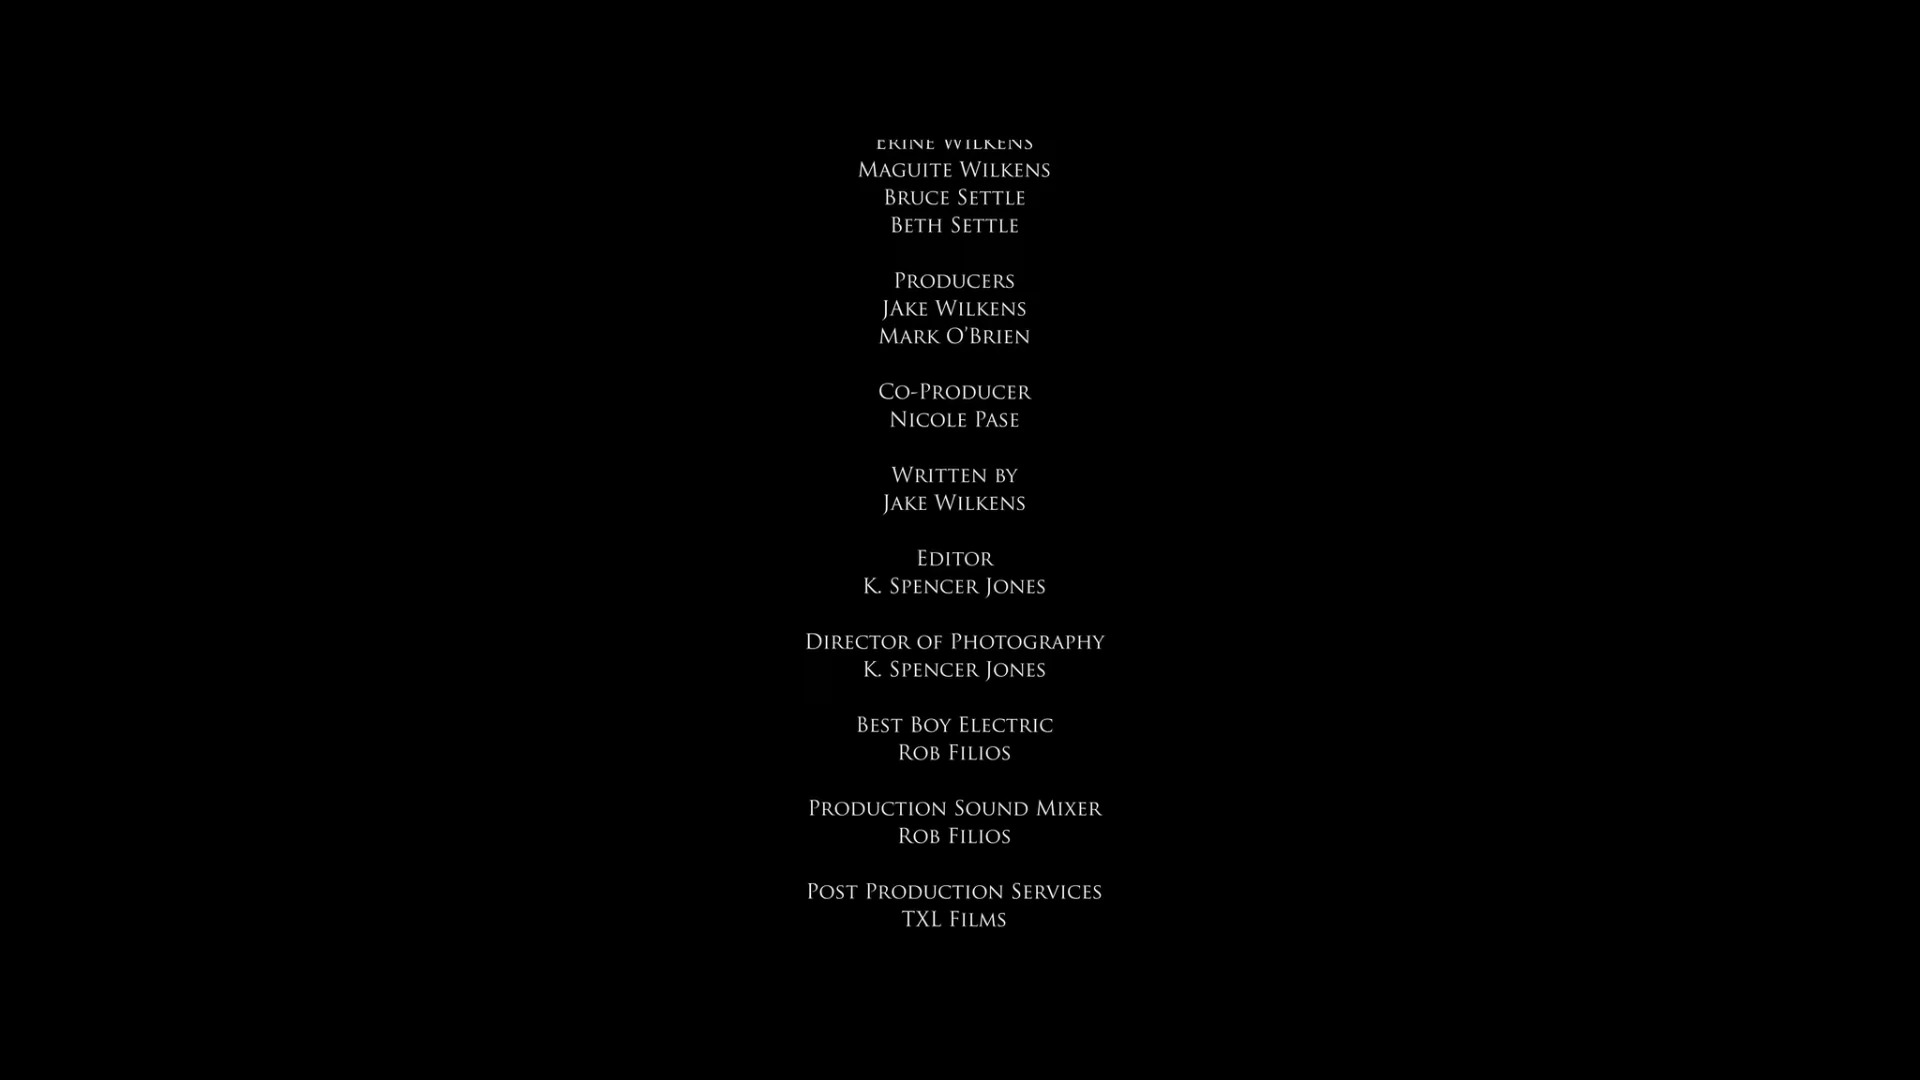 Erine Wilkens
Maguite Wilkens
Bruce Settle
Beth Settle
Producers
JAke Wilkens
Mark O'Brien
Co-Producer
Nicole Pase
Written by
Jake Wilkens
Editor
K. Spencer Jones
Director of Photography
K. Spencer Jones
Best Boy Electric
Rob Filios
Production Sound Mixer
Rob Filios
Post Production Services
TXL Films